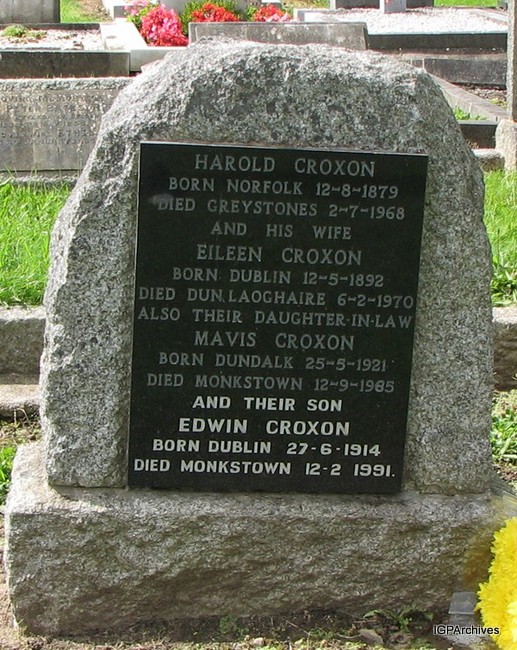 HAROLD CROXON
BORN NORFOLK 12-8-1879
DIED GREYSTONES 2-7-1968
AND HIS WIFE
EILEEN CROXON
BORN DUBLIN 12-5-1892
DIED DUN LAOGHAIRE 6-2-1970
ALSO THEIR DAUGHTER-IN-LAW
MAVIS CROXON
BORN DUNDALK 25-5-1921
DIED MONKSTOWN 12-9-1985
AND THEIR SON
EDWIN CROXON
BORN DUBLIN 27-6-1914
DIED MONKSTOWN 12-2 1991.
IGPArchives